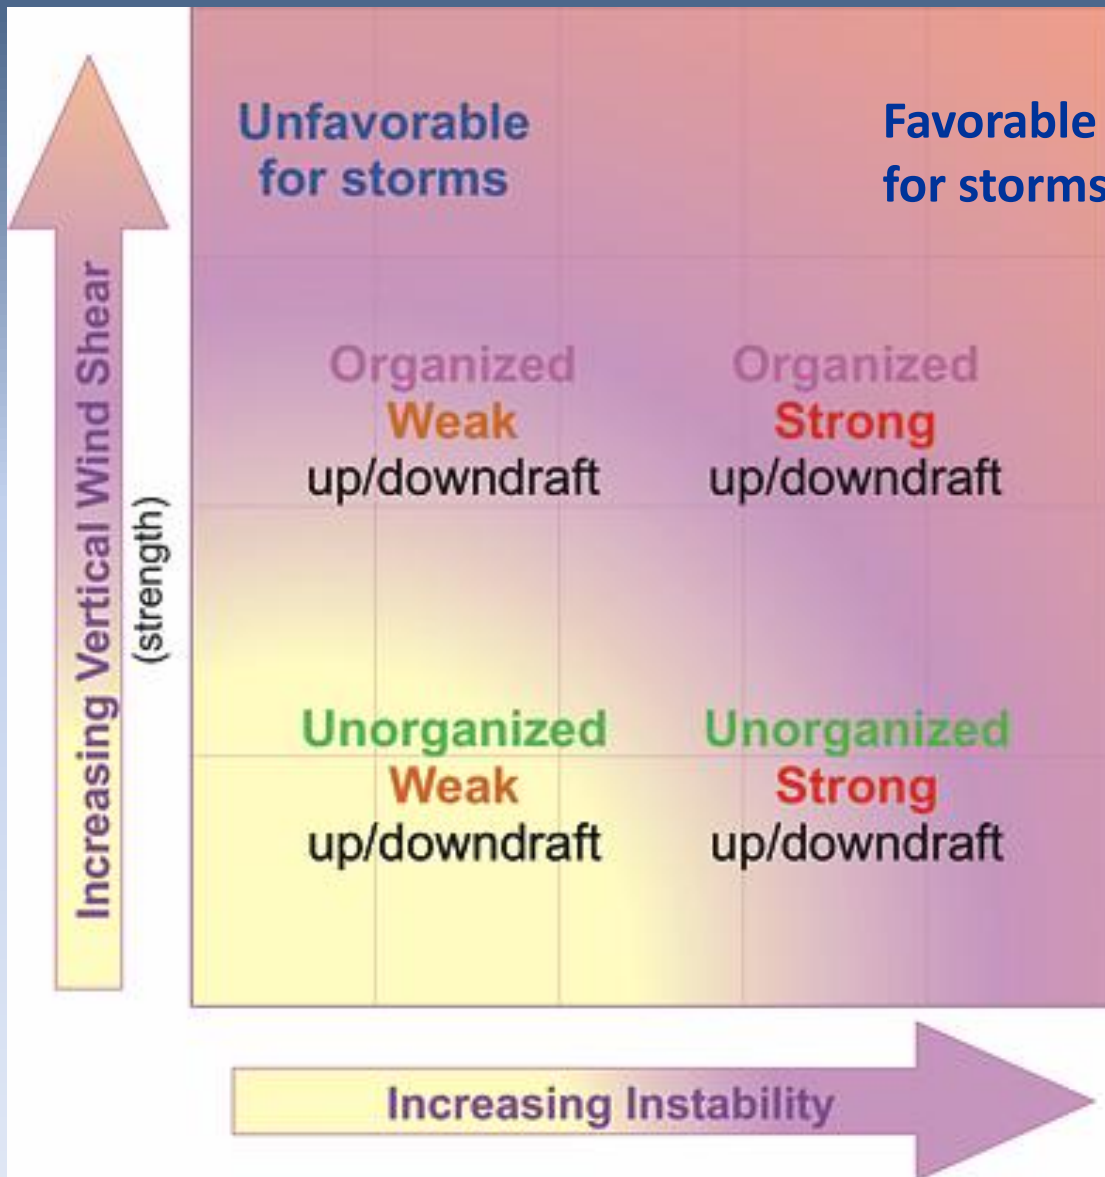 Unfavorable
for storms
Favorable
for storms
Increasing Vertical Wind Shear
(strength)
Organized
Weak
up/downdraft
Organized
Strong
up/downdraft
Unorganized
Weak
up/downdraft
Unorganized
Strong
up/downdraft
Increasing Instability